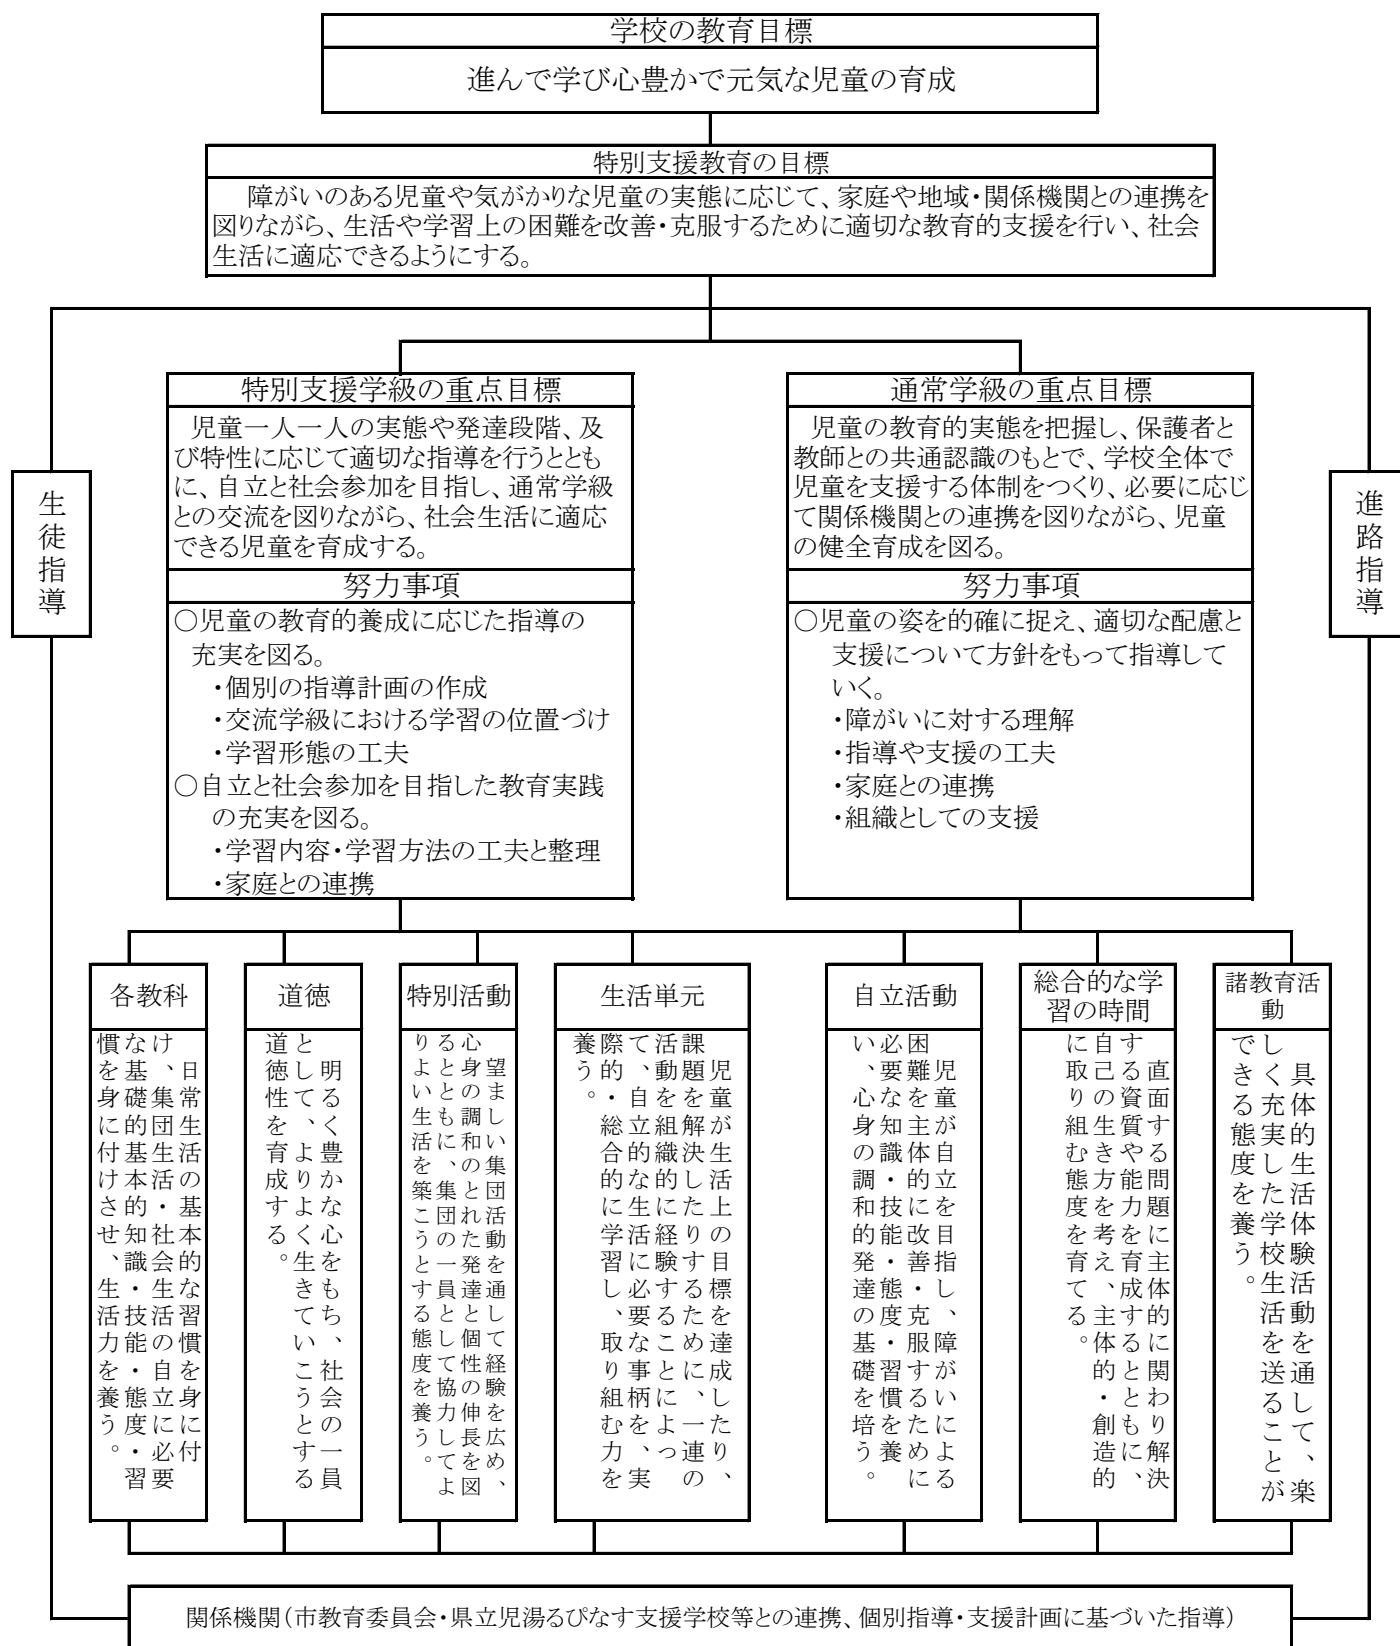 学校の教育目標
進んで学び心豊かで元気な児童の育成
特別支援教育の目標
障がいのある児童や気がかりな児童の実態に応じて、家庭や地域・関係機関との連携を
図りながら、生活や学習上の困難を改善・克服するために適切な教育的支援を行い、社会
生活に適応できるようにする。
生徒指導
特別支援学級の重点目標
児童一人一人の実態や発達段階、及
び特性に応じて適切な指導を行うととも
に、自立と社会参加を目指し、通常学級
との交流を図りながら、社会生活に適応
できる児童を育成する。
努力事項
○児童の教育的養成に応じた指導の
充実を図る。
・個別の指導計画の作成
・交流学級における学習の位置づけ
・学習形態の工夫
○自立と社会参加を目指した教育実践
の充実を図る。
・学習内容・学習方法の工夫と整理
・家庭との連携
通常学級の重点目標
児童の教育的実態を把握し、保護者と
教師との共通認識のもとで、学校全体で
児童を支援する体制をつくり、必要に応じ
て関係機関との連携を図りながら、児童
の健全育成を図る。
努力事項
○児童の姿を的確に捉え、適切な配慮と
支援について方針をもって指導して
いく。
・障がいに対する理解
・指導や支援の工夫
・家庭との連携
・組織としての支援
進路指導
各教科
日常生活の基本的な習慣を身に付
け、集団生活・社会生活の自立に必要
な基礎的基本的知識・技能・態度・習
慣を身に付けさせ、生活力を養う。
道徳
明るく豊かな心をもち、社会の一員
として、よりよく生きていこうとする
道徳性を育成する。
特別活動
望ましい集団活動を通して経験を広め、
心身の調和のとれた発達と個性の伸長を図
るとともに、集団の一員として協力してよ
りよい生活を築こうとする態度を養う。
生活単元
児童が生活上の目標を達成したり、
課題を解決したりするために、一連の
活動を組織的に経験することによっ
て、自立的な生活に必要な事柄を、実
際的・総合的に学習し、取り組む力を
養う。
自立活動
児童が自立を目指し、障がいによる
困難を主体的に改善・克服するために
必要な知識・技能・態度・習慣を養
い、心身の調和的発達の基礎を培う。
総合的な学
習の時間
直面する問題に主体的に関わり解決
する資質や能力を育成するとともに、
自己の生き方を考え、主体的・創造的
に取り組む態度を育てる。
諸教育活
動
具体的生活体験活動を通して、楽
しく充実した学校生活を送ることが
できる態度を養う。
関係機関(市教育委員会・県立児湯るぴなす支援学校等との連携、個別指導・支援計画に基づいた指導)